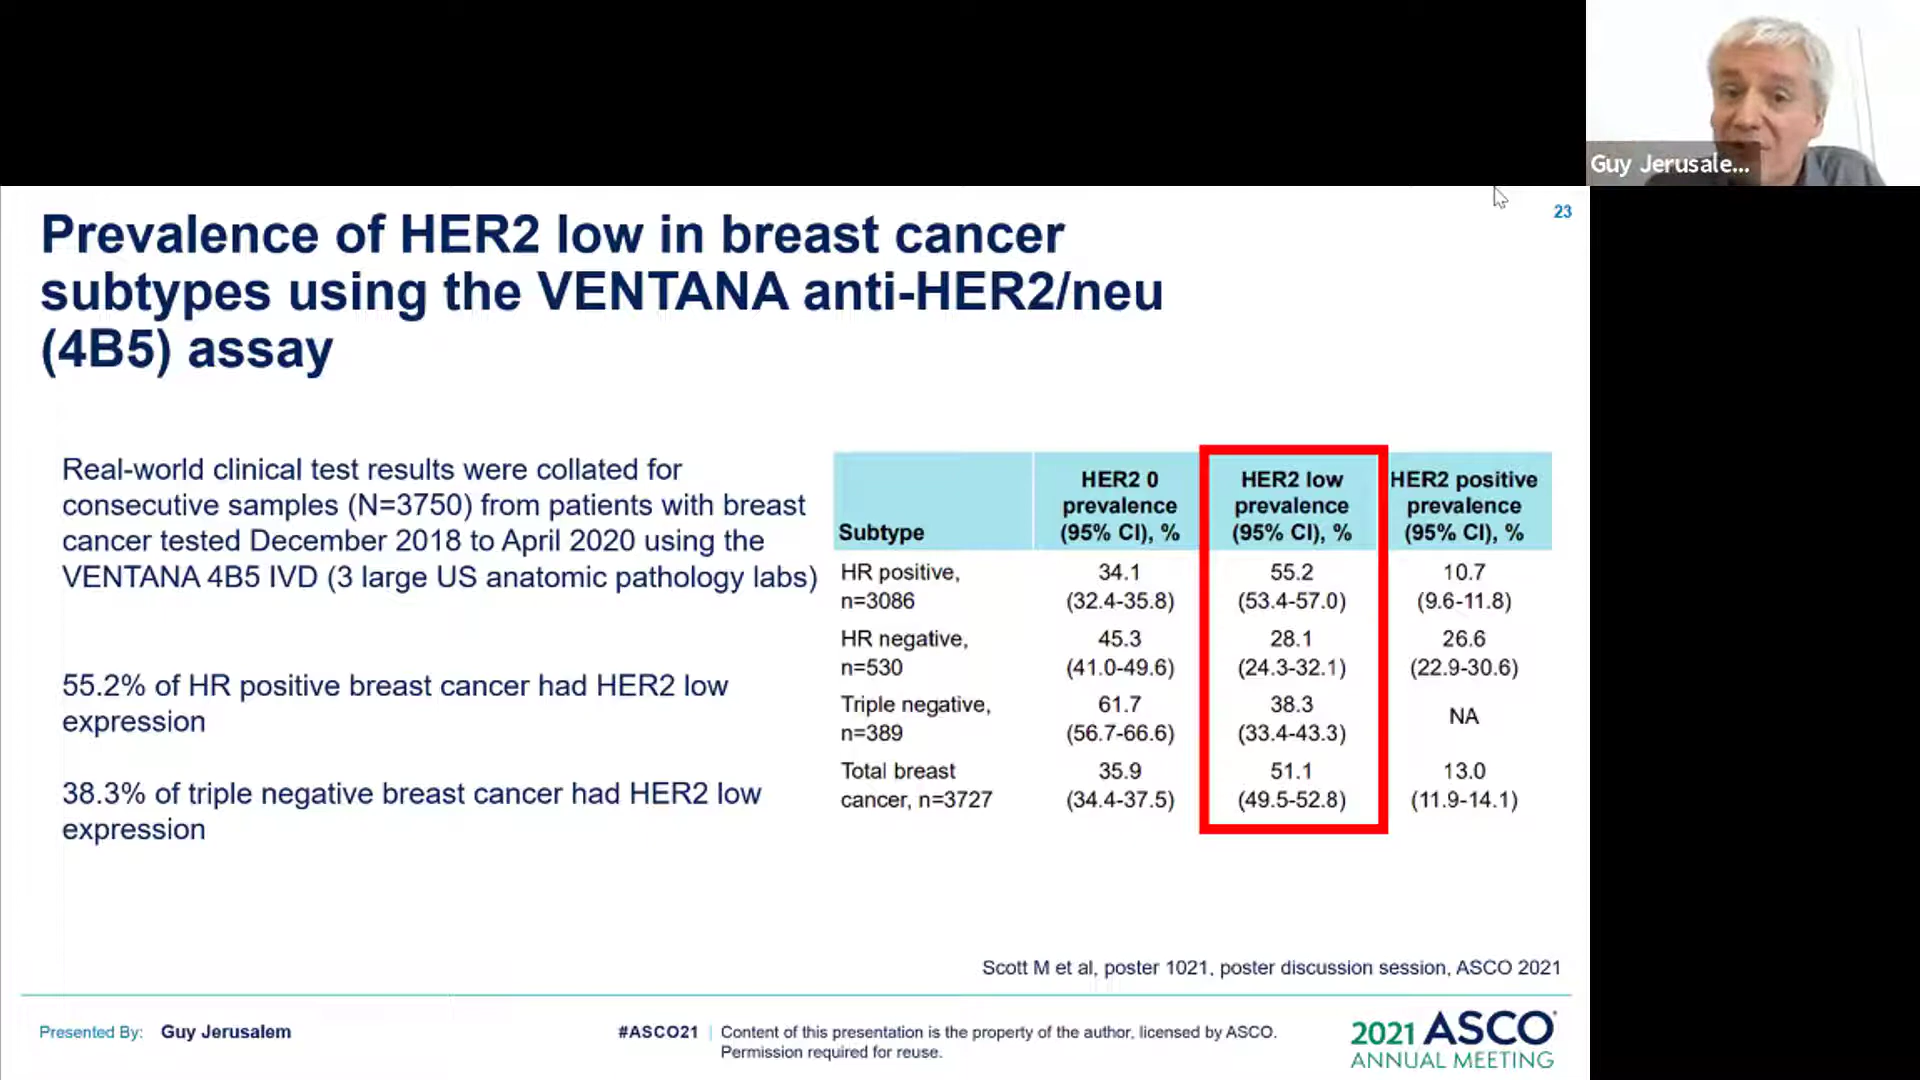 Guy Jerusale...
23
Prevalence of HER2 low in breast cancer
subtypes using the VENTANA anti-HER2/neu
(4B5) assay
Real-world clinical test results were collated for
consecutive samples (N=3750) from patients with breast
cancer tested December 2018 to April 2020 using the
VENTANA 4B5 IVD (3 large US anatomic pathology labs)
55.2% of HR positive breast cancer had HER2 low
expression
38.3% of triple negative breast cancer had HER2 low
expression
Subtype
HER2 0
prevalence
(95% CI), %
HER2 low
prevalence
(95% CI), %
HER2 positive
prevalence
(95% CI), %
HR positive,
n=3086
34.1
(32.4-35.8)
55.2
(53.4-57.0)
10.7
(9.6-11.8)
HR negative,
n=530
45.3
(41.0-49.6)
28.1
(24.3-32.1)
26.6
(22.9-30.6)
Triple negative,
n=389
61.7
(56.7-66.6)
38.3
(33.4-43.3)
NA
Total breast
cancer, n=3727
35.9
(34.4-37.5)
51.1
(49.5-52.8)
13.0
(11.9-14.1)
Scott M et al, poster 1021, poster discussion session, ASCO 2021
Presented By: Guy Jerusalem
#ASCO21 | Content of this presentation is the property of the author, licensed by ASCO.
Permission required for reuse.
2021 ASCO®
ANNUAL MEETING